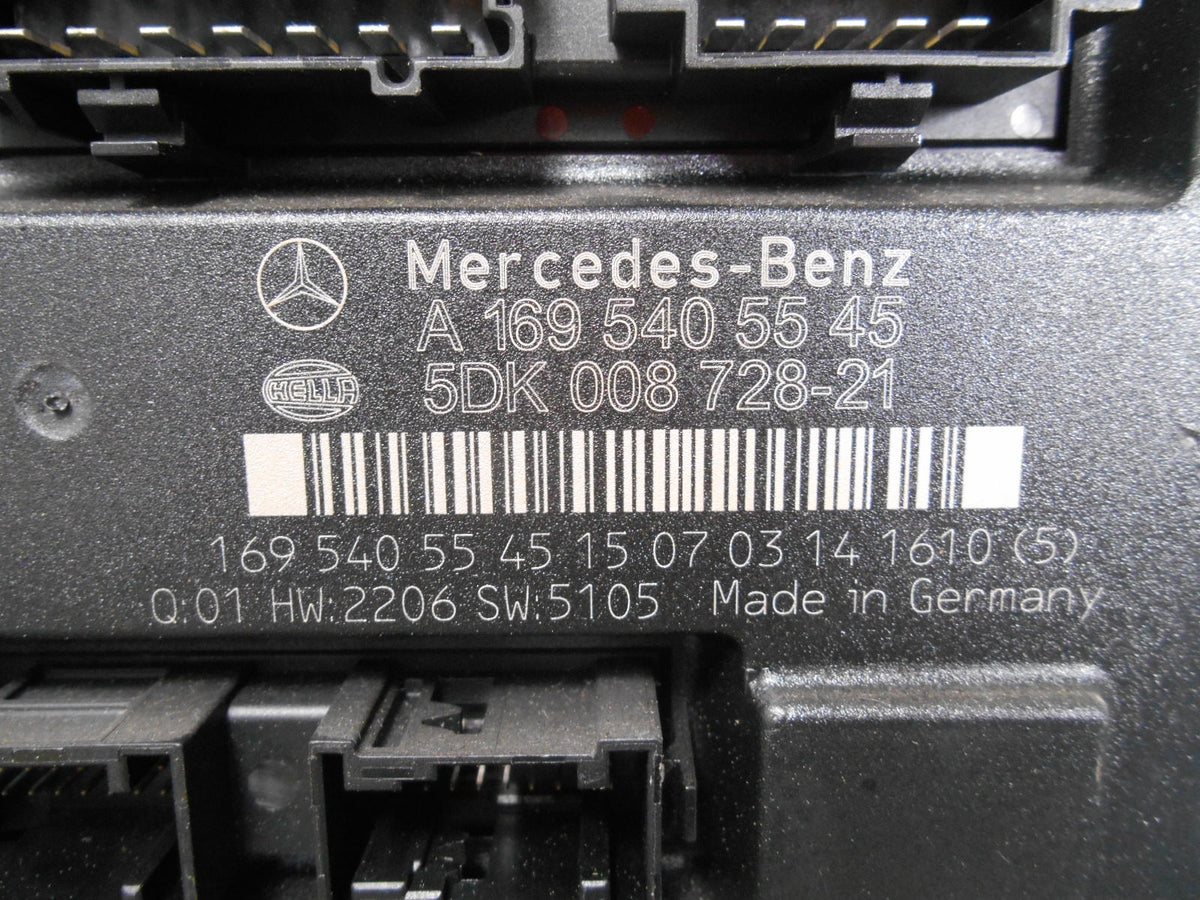 Mercedes-Benz
A 169 540 55 45
HELLA
5DK 008 728-21
169 540 55 45 15 07 03 14 1610 (5)
Q:01 HW:2206 SW:5105 Made in Germany
A